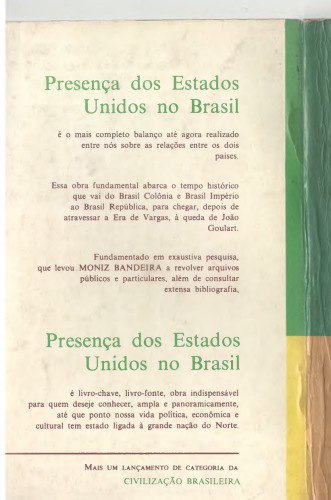 Presença dos Estados
Unidos no Brasil
é o mais completo balanço até agora realizado
entre nós sobre as relações entre os dois
países.
Essa obra fundamental abarca o tempo histórico
que vai do Brasil Colônia e Brasil Império
ao Brasil República, para chegar, depois de
atravessar a Era de Vargas, à queda de João
Goulart.
Fundamentado em exaustiva pesquisa,
que levou MONIZ BANDEIRA a revolver arquivos
públicos e particulares, além de consultar
extensa bibliografia,
Presença dos Estados
Unidos no Brasil
é livro-chave, livro-fonte, obra indispensável
para quem deseje conhecer, ampla e panoramicamente,
até que ponto nossa vida política, econômica e
cultural tem estado ligada à grande nação do Norte.
MAIS UM LANÇAMENTO DE CATEGORIA DA
CIVILIZAÇÃO BRASILEIRA